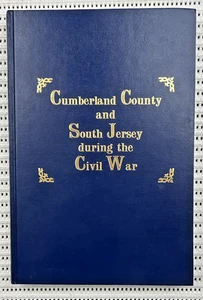 Cumberland County
and
South Jersey
during the
Civil War